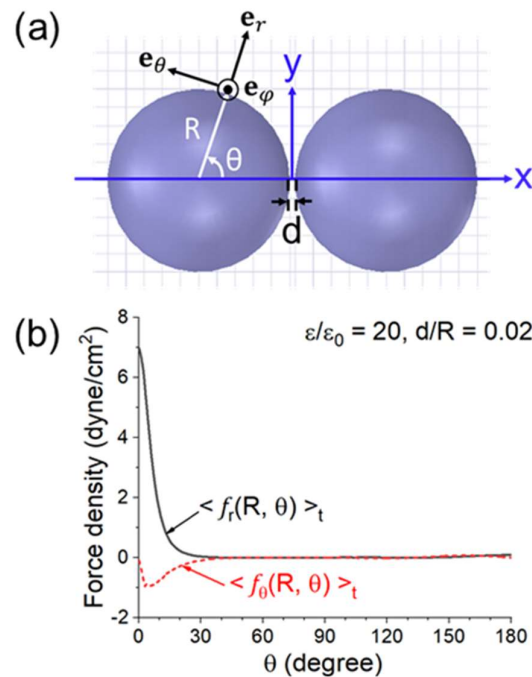 (a)
e_r
e_θ
e_φ
y
R
θ
x
d
(b)
ε/ε₀ = 20, d/R = 0.02
8
6
4
2
0
-2
Force density (dyne/cm²)
< f_r(R, θ) >_t
< f_θ(R, θ) >_t
0 30 60 90 120 150 180
θ (degree)